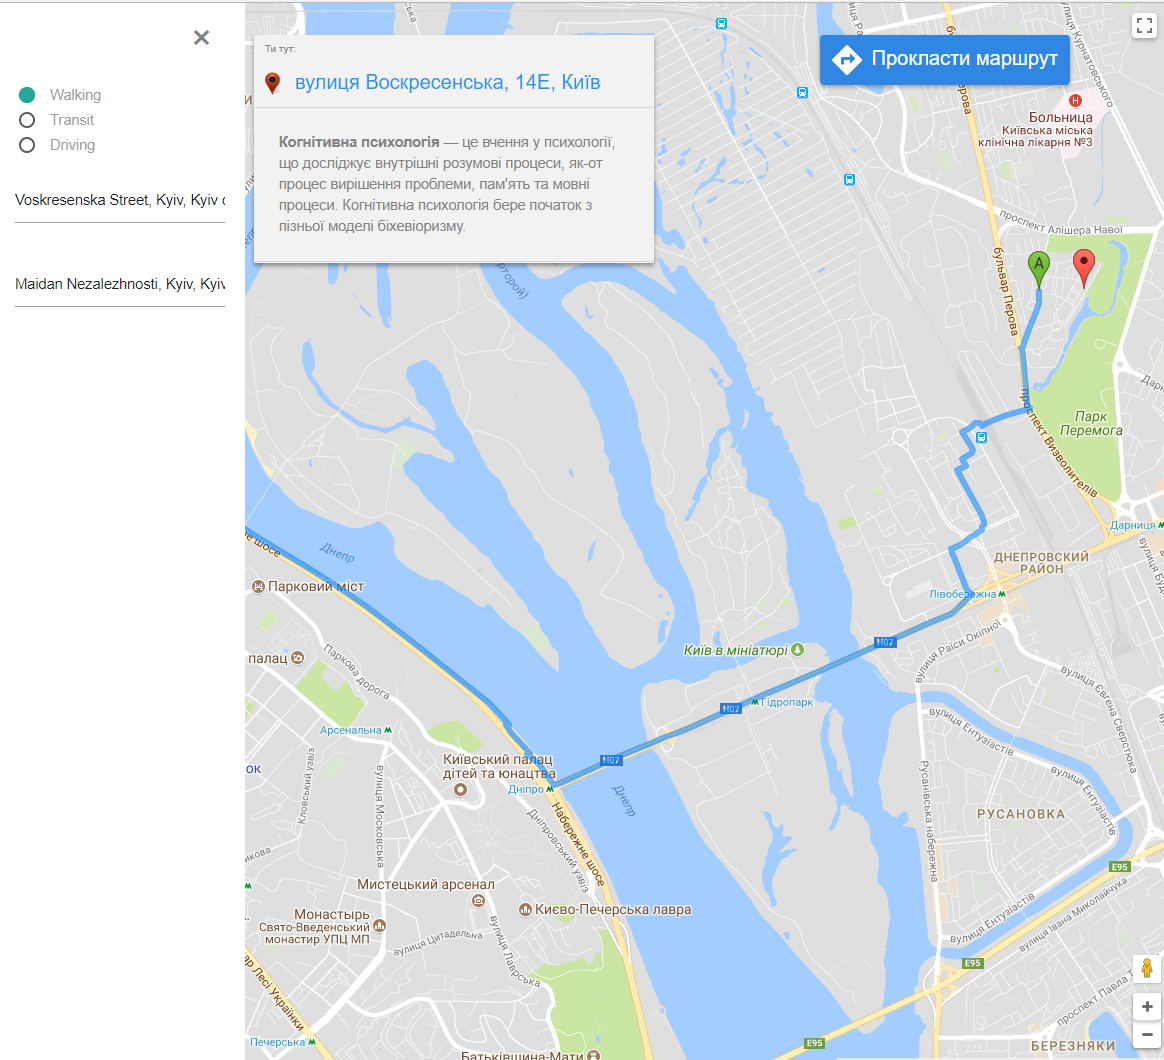 Walking
Transit
Driving
Voskresenska Street, Kyiv, Kyiv
Maidan Nezalezhnosti, Kyiv, Kyiv
Ти тут:
вулиця Воскресенська, 14Е, Київ
Когнітивна психологія — це вчення у психології,
що досліджує внутрішні розумові процеси, як-от
процес вирішення проблеми, пам'ять та мовні
процеси. Когнітивна психологія бере початок з
пізньої моделі біхевіоризму.
Прокласти маршрут
H
Больница
Київська міська
клінічна лікарня №3
проспект Алішера Навої
A
бульвар Перова
Парк
Перемога
проспект Визволителів
Дарниця
ДНЕПРОВСКИЙ
РАЙОН
Лівобережна
вулиця Раїси Окіпної
вулиця Євгена Сверстюка
Днепр
Парковий міст
палац
Паркова дорога
Київ в мініатюрі
M07
M07
M07
Гідропарк
Арсенальна
Київський палац
дітей та юнацтва
Дніпро
Днепр
вулиця Ентузіастів
вулиця Ентузіастів
Русанівська набережна
РУСАНОВКА
Кловський узвіз
вулиця Московська
Дніпровський узвіз
Набережне шосе
E95
Мистецький арсенал
Києво-Печерська лавра
Монастырь
Свято-Введенський
монастир УПЦ МП
вулиця Цитадельна
вулиця Лаврська
вулиця Ентузіастів
вулиця Івана Миколайчука
E95
Лесі Українки
Печерська
Батьківщина-Мати
E95
проспект Павла
БЕРЕЗНЯКИ
+
−